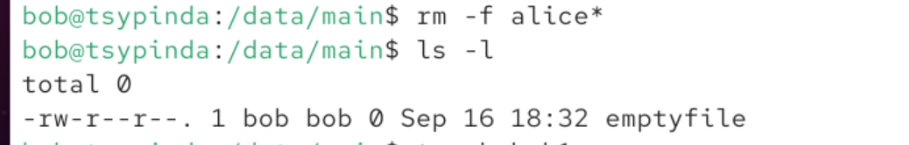 bob@tsypinda:/data/main$ rm -f alice*
bob@tsypinda:/data/main$ ls -l
total 0
-rw-r--r--. 1 bob bob 0 Sep 16 18:32 emptyfile